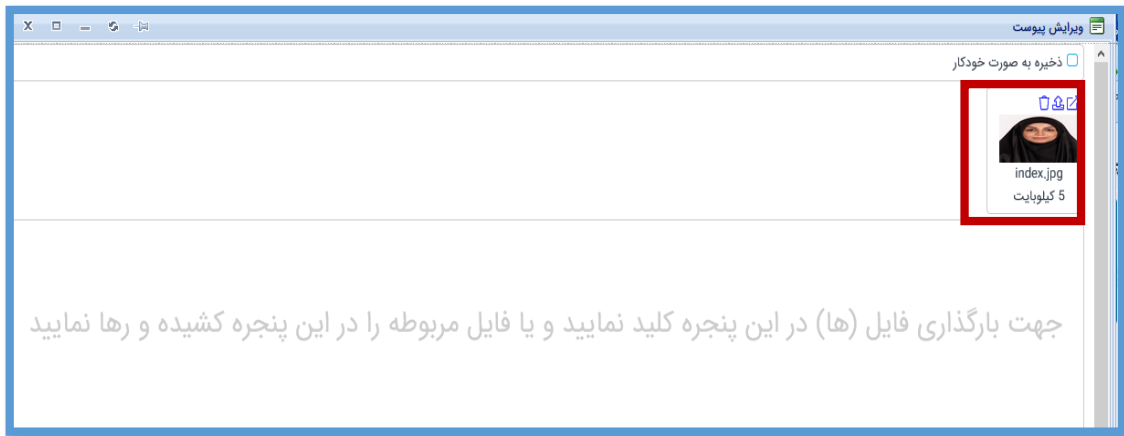 ویرایش پیوست
ذخیره به صورت خودکار
index.jpg
5 کیلوبایت
جهت بارگذاری فایل (ها) در این پنجره کلید نمایید و یا فایل مربوطه را در این پنجره کشیده و رها نمایید